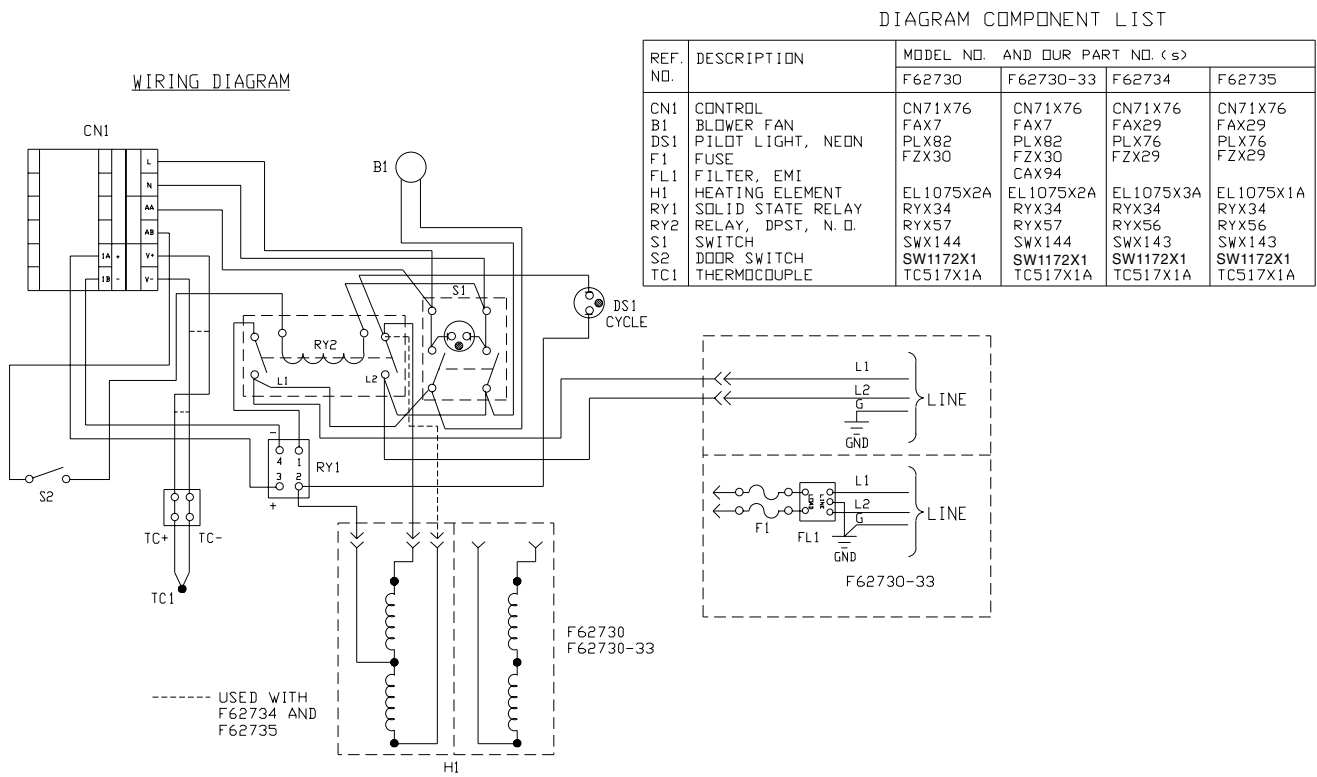 DIAGRAM COMPONENT LIST
REF. NO. DESCRIPTION MODEL NO. AND OUR PART NO.(s)
F62730 F62730-33 F62734 F62735
CN1 CONTROL CN71X76 CN71X76 CN71X76 CN71X76
B1 BLOWER FAN FAX7 FAX7 FAX29 FAX29
DS1 PILOT LIGHT, NEON PLX82 PLX82 PLX76 PLX76
F1 FUSE FZX30 FZX30 FZX29 FZX29
FL1 FILTER, EMI CAX94
H1 HEATING ELEMENT EL1075X2A EL1075X2A EL1075X3A EL1075X1A
RY1 SOLID STATE RELAY RYX34 RYX34 RYX34 RYX34
RY2 RELAY, DPST, N.O. RYX57 RYX57 RYX56 RYX56
S1 SWITCH SWX144 SWX144 SWX143 SWX143
S2 DOOR SWITCH SW1172X1 SW1172X1 SW1172X1 SW1172X1
TC1 THERMOCOUPLE TC517X1A TC517X1A TC517X1A TC517X1A
WIRING DIAGRAM
CN1
L
N
AA
AB
1A + V+
1B - V-
B1
S1
DS1
CYCLE
RY2
L1
L2
-
4 1
3 2
+
RY1
S2
TC+ TC-
TC1
L1
L2
G
GND
LINE
L1
L2
G
GND
LINE
F1
LOAD
LINE
FL1
F62730-33
F62730
F62730-33
H1
USED WITH
F62734 AND
F62735